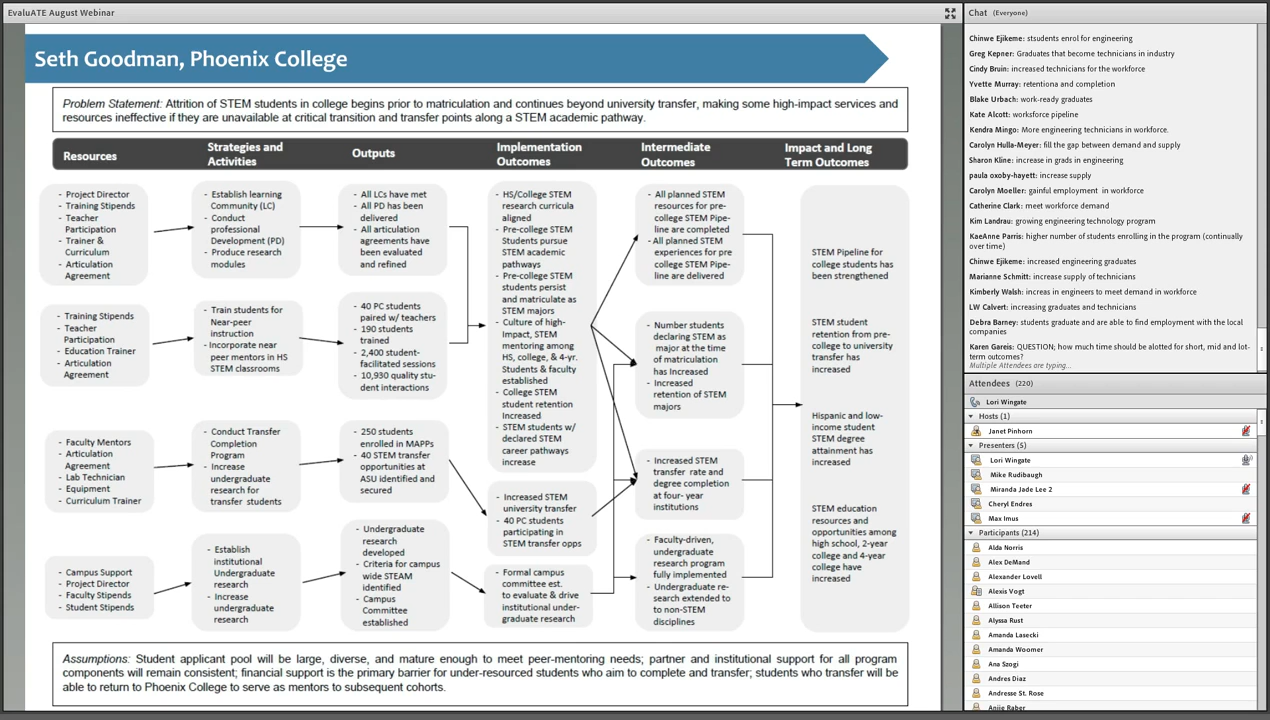 EvaluATE August Webinar
Seth Goodman, Phoenix College
Problem Statement: Attrition of STEM students in college begins prior to matriculation and continues beyond university transfer, making some high-impact services and
resources ineffective if they are unavailable at critical transition and transfer points along a STEM academic pathway.
Resources
Strategies and
Activities
Outputs
Implementation
Outcomes
Intermediate
Outcomes
Impact and Long
Term Outcomes
- Project Director
- Training Stipends
- Teacher
Participation
- Trainer &
Curriculum
- Articulation
Agreement
- Establish learning
Community (LC)
- Conduct
professional
Development (PD)
- Produce research
modules
- All LCs have met
- All PD has been
delivered
- All articulation
agreements have
been evaluated
and refined
- Training Stipends
- Teacher
Participation
- Education Trainer
- Articulation
Agreement
- Train students for
Near-peer
instruction
- Incorporate near
peer mentors in HS
STEM classrooms
- 40 PC students
paired w/ teachers
- 190 students
trained
- 2,400 student-
facilitated sessions
- 10,930 quality stu-
dent interactions
- HS/College STEM
research curricula
aligned
- Pre-college STEM
Students pursue
STEM academic
pathways
- Pre-college STEM
students persist
and matriculate as
STEM majors
- Culture of high-
Impact, STEM
mentoring among
HS, college, & 4-yr.
Students & faculty
established
- College STEM
student retention
Increased
- STEM students w/
declared STEM
career pathways
increase
- All planned STEM
resources for pre-
college STEM Pipe-
line are completed
- All planned STEM
experiences for pre
college STEM Pipe-
line are delivered
- Number students
declaring STEM as
major at the time
of matriculation
has Increased
- Increased
retention of STEM
majors
- Faculty Mentors
- Articulation
Agreement
- Lab Technician
- Equipment
- Curriculum Trainer
- Conduct Transfer
Completion
Program
- Increase
undergraduate
research for
transfer students
- 250 students
enrolled in MAPPs
- 40 STEM transfer
opportunities at
ASU identified and
secured
- Increased STEM
university transfer
- 40 PC students
participating in
STEM transfer opps
- Increased STEM
transfer rate and
degree completion
at four- year
institutions
- Campus Support
- Project Director
- Faculty Stipends
- Student Stipends
- Establish
institutional
Undergraduate
research
- Increase
undergraduate
research
- Undergraduate
research
developed
- Criteria for campus
wide STEAM
identified
- Campus
Committee
established
- Formal campus
committee est.
to evaluate & drive
institutional under-
graduate research
- Faculty-driven,
undergraduate
research program
fully implemented
- Undergraduate re-
search extended to
to non-STEM
disciplines
STEM Pipeline for
college students has
been strengthened
STEM student
retention from pre-
college to university
transfer has
increased
Hispanic and low-
income student
STEM degree
attainment has
increased
STEM education
resources and
opportunities among
high school, 2-year
college and 4-year
college have
increased
Assumptions: Student applicant pool will be large, diverse, and mature enough to meet peer-mentoring needs; partner and institutional support for all program
components will remain consistent; financial support is the primary barrier for under-resourced students who aim to complete and transfer; students who transfer will be
able to return to Phoenix College to serve as mentors to subsequent cohorts.
Chat (Everyone)
Chinwe Ejikeme: stsudents enrol for engineering
Greg Kepner: Graduates that become technicians in industry
Cindy Bruin: increased technicians for the workforce
Yvette Murray: retentiona and completion
Blake Urbach: work-ready graduates
Kate Alcott: worksforce pipeline
Kendra Mingo: More engineering technicians in workforce.
Carolyn Hulla-Meyer: fill the gap between demand and supply
Sharon Kline: increase in grads in engineering
paula oxoby-hayett: increase supply
Carolyn Moeller: gainful employment in workforce
Catherine Clark: meet workforce demand
Kim Landrau: growing engineering technology program
KaeAnne Parris: higher number of students enrolling in the program (continually
over time)
Chinwe Ejikeme: increased engineering graduates
Marianne Schmitt: increase supply of technicians
Kimberly Walsh: increas in engineers to meet demand in workforce
LW Calvert: increasing graduates and technicians
Debra Barney: students graduate and are able to find employment with the local
companies
Karen Gareis: QUESTION; how much time should be alotted for short, mid and lot-
term outcomes?
Multiple Attendees are typing...
Attendees (220)
Lori Wingate
Hosts (1)
Janet Pinhorn
Presenters (5)
Lori Wingate
Mike Rudibaugh
Miranda Jade Lee 2
Cheryl Endres
Max Imus
Participants (214)
Alda Norris
Alex DeMand
Alexander Lovell
Alexis Vogt
Allison Teeter
Alyssa Rust
Amanda Lasecki
Amanda Woomer
Ana Szogi
Andres Diaz
Andresse St. Rose
Anjie Raber